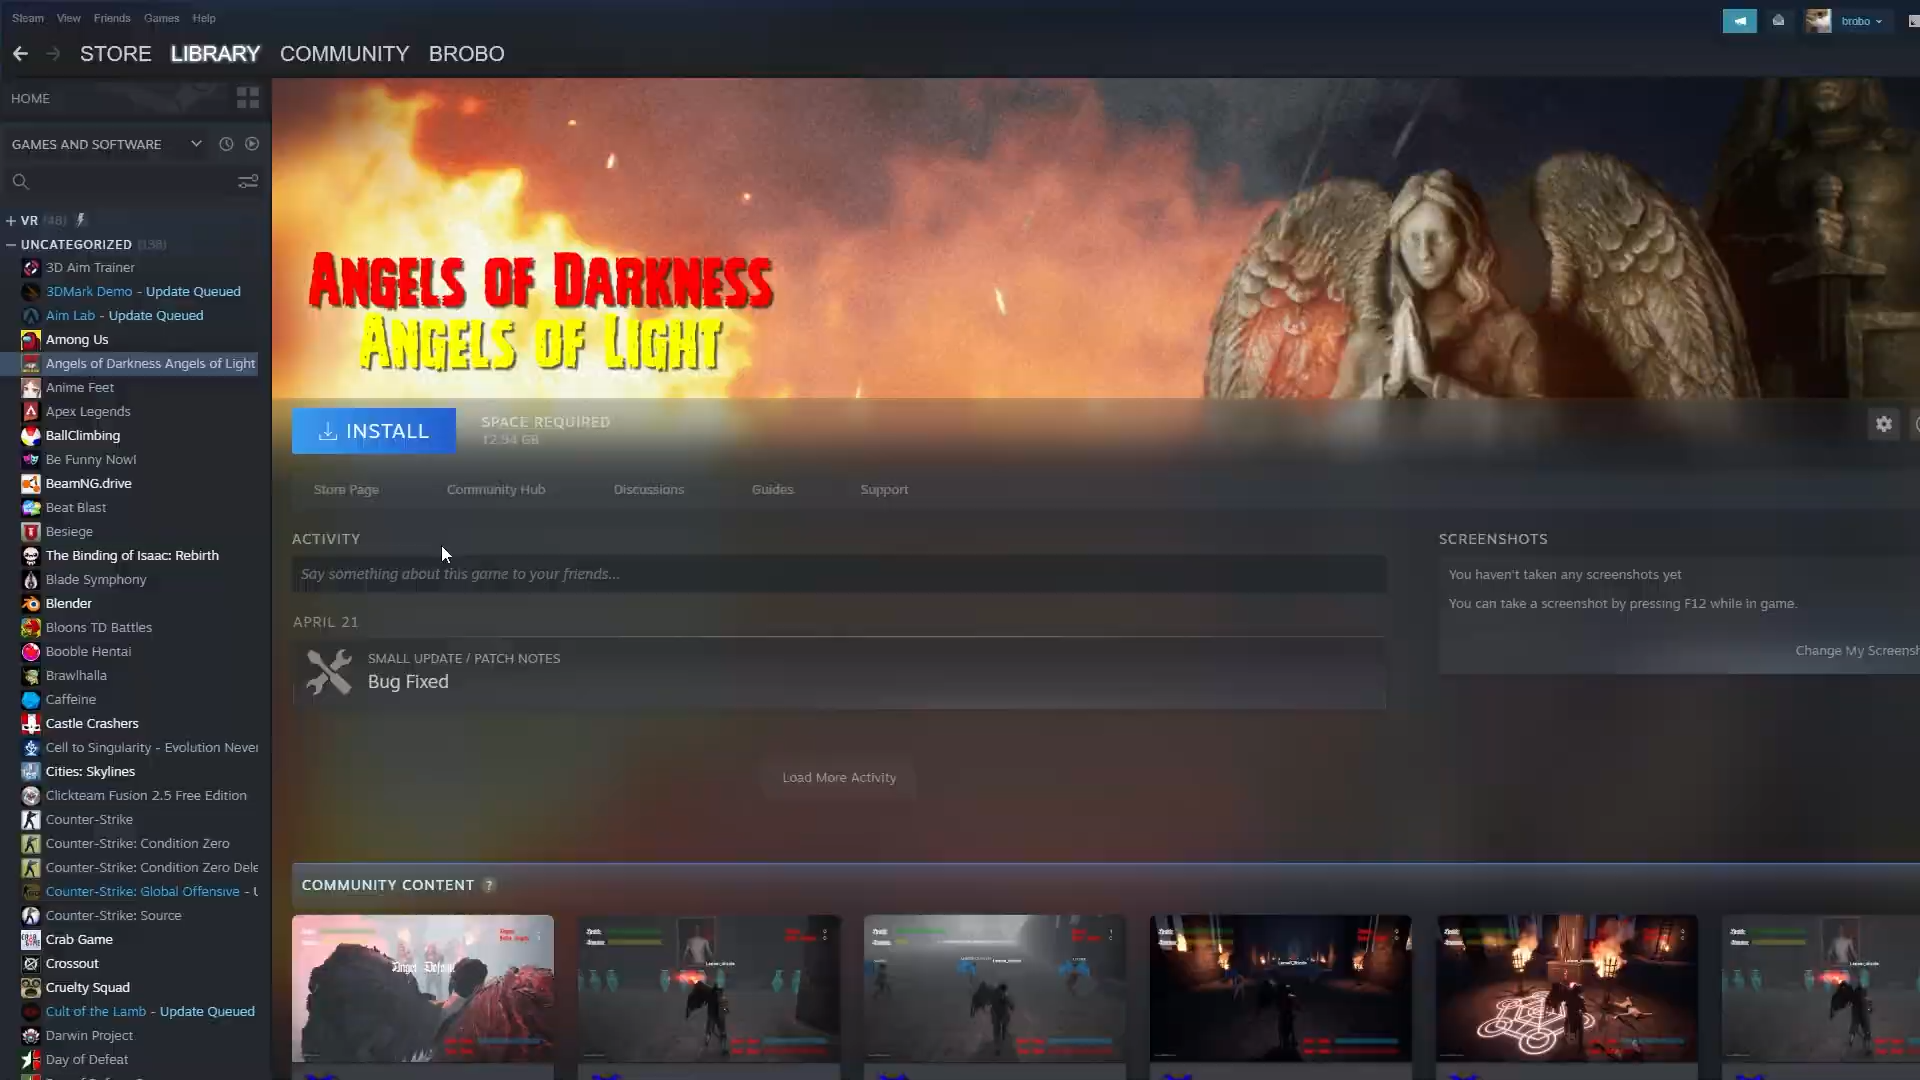 Steam View Friends Games Help
brobo
STORE LIBRARY COMMUNITY BROBO
HOME
GAMES AND SOFTWARE
VR (48)
UNCATEGORIZED (138)
3D Aim Trainer
3DMark Demo - Update Queued
Aim Lab - Update Queued
Among Us
Angels of Darkness Angels of Light
Anime Feet
Apex Legends
BallClimbing
Be Funny Now!
BeamNG.drive
Beat Blast
Besiege
The Binding of Isaac: Rebirth
Blade Symphony
Blender
Bloons TD Battles
Booble Hentai
Brawlhalla
Caffeine
Castle Crashers
Cell to Singularity - Evolution Never
Cities: Skylines
Clickteam Fusion 2.5 Free Edition
Counter-Strike
Counter-Strike: Condition Zero
Counter-Strike: Condition Zero Dele
Counter-Strike: Global Offensive - U
Counter-Strike: Source
Crab Game
Crossout
Cruelty Squad
Cult of the Lamb - Update Queued
Darwin Project
Day of Defeat
ANGELS OF DARKNESS
ANGELS OF LIGHT
INSTALL
SPACE REQUIRED
12.94 GB
Store Page Community Hub Discussions Guides Support
ACTIVITY
Say something about this game to your friends...
APRIL 21
SMALL UPDATE / PATCH NOTES
Bug Fixed
Load More Activity
SCREENSHOTS
You haven't taken any screenshots yet
You can take a screenshot by pressing F12 while in game.
Change My Screensh
COMMUNITY CONTENT ?